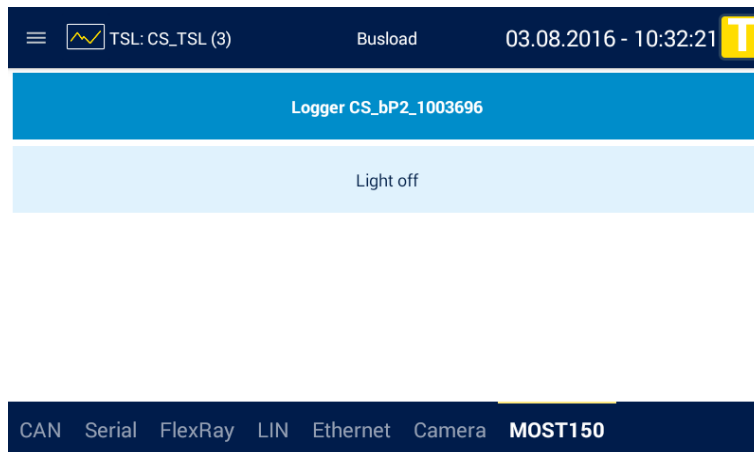 TSL: CS_TSL (3) Busload 03.08.2016 - 10:32:21 T
Logger CS_bP2_1003696
Light off
CAN Serial FlexRay LIN Ethernet Camera MOST150